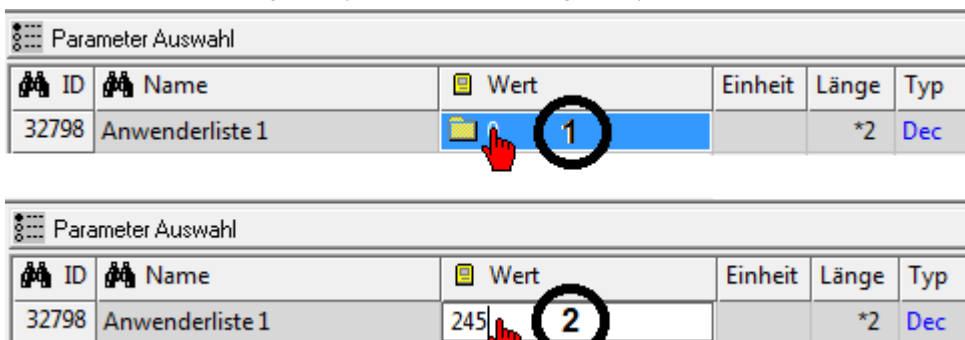 Parameter Auswahl
ID Name Wert Einheit Länge Typ
32798 Anwenderliste 1 0 1 *2 Dec
Parameter Auswahl
ID Name Wert Einheit Länge Typ
32798 Anwenderliste 1 245 2 *2 Dec